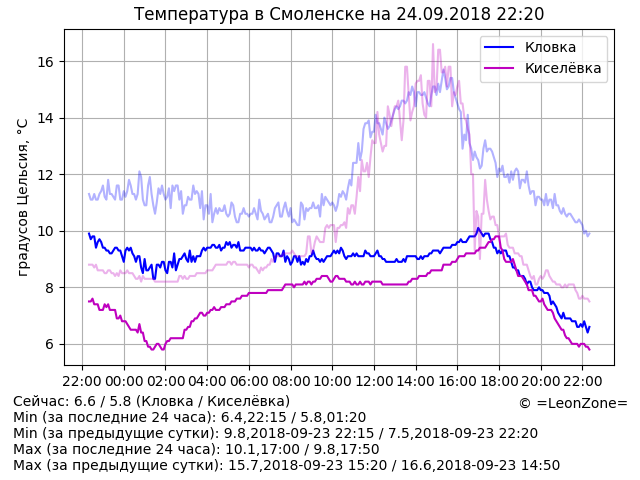 Температура в Смоленске на 24.09.2018 22:20
градусов Цельсия, °C
16
14
12
10
8
6
Кловка
Киселёвка
22:00 00:00 02:00 04:00 06:00 08:00 10:00 12:00 14:00 16:00 18:00 20:00 22:00
Сейчас: 6.6 / 5.8 (Кловка / Киселёвка)
© =LeonZone=
Min (за последние 24 часа): 6.4,22:15 / 5.8,01:20
Min (за предыдущие сутки): 9.8,2018-09-23 22:15 / 7.5,2018-09-23 22:20
Max (за последние 24 часа): 10.1,17:00 / 9.8,17:50
Max (за предыдущие сутки): 15.7,2018-09-23 15:20 / 16.6,2018-09-23 14:50